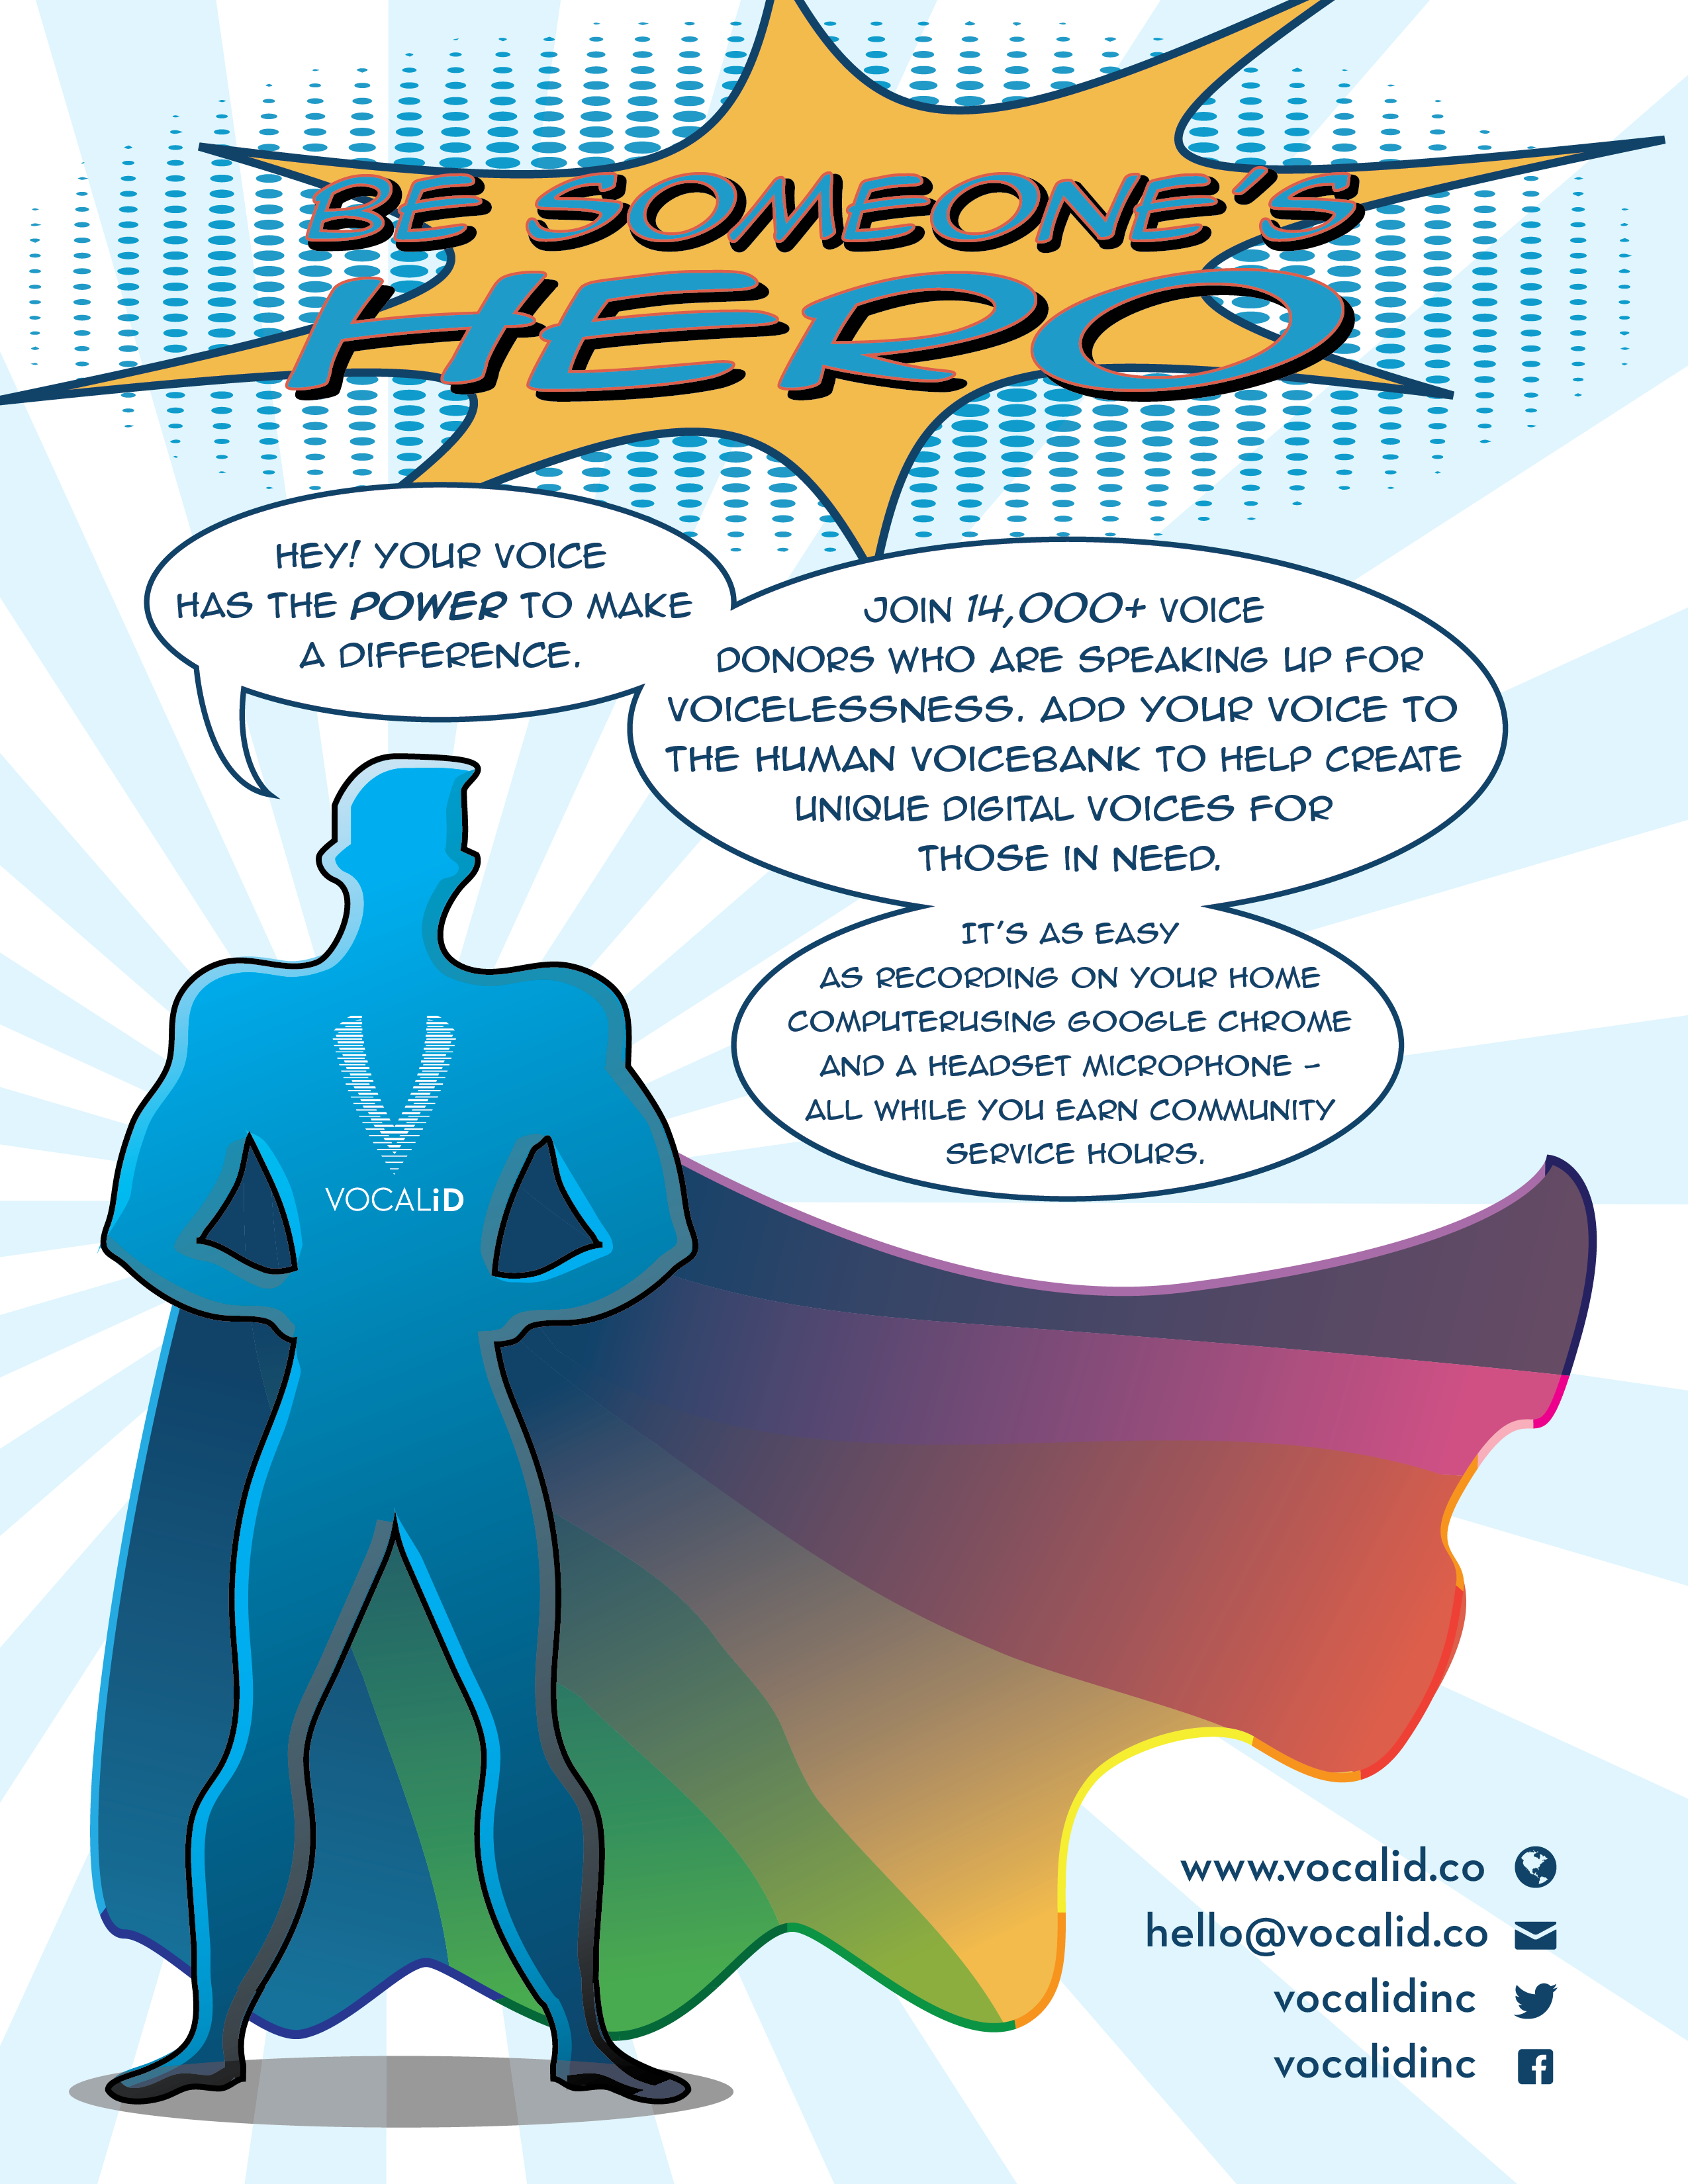 BE SOMEONE'S
HERO
HEY! YOUR VOICE
HAS THE POWER TO MAKE
A DIFFERENCE.
JOIN 14,000+ VOICE
DONORS WHO ARE SPEAKING UP FOR
VOICELESSNESS. ADD YOUR VOICE TO
THE HUMAN VOICEBANK TO HELP CREATE
UNIQUE DIGITAL VOICES FOR
THOSE IN NEED.
IT'S AS EASY
AS RECORDING ON YOUR HOME
COMPUTERUSING GOOGLE CHROME
AND A HEADSET MICROPHONE –
ALL WHILE YOU EARN COMMUNITY
SERVICE HOURS.
V
VOCALiD
www.vocalid.co
hello@vocalid.co
vocalidinc
vocalidinc